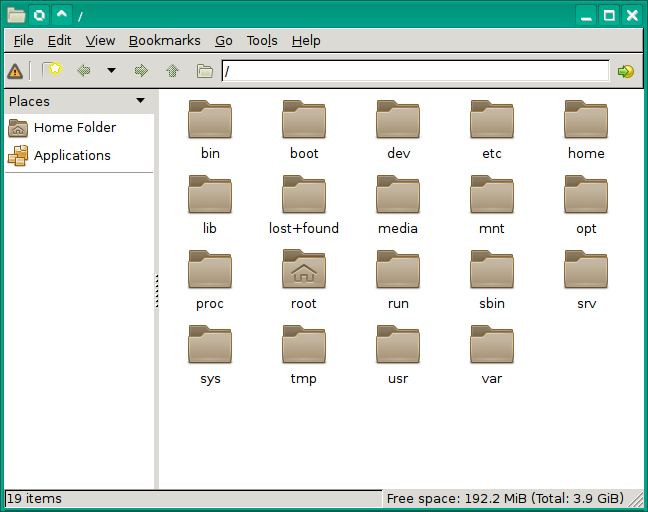 /
File Edit View Bookmarks Go Tools Help
/
Places
Home Folder
Applications
bin boot dev etc home
lib lost+found media mnt opt
proc root run sbin srv
sys tmp usr var
19 items Free space: 192.2 MiB (Total: 3.9 GiB)